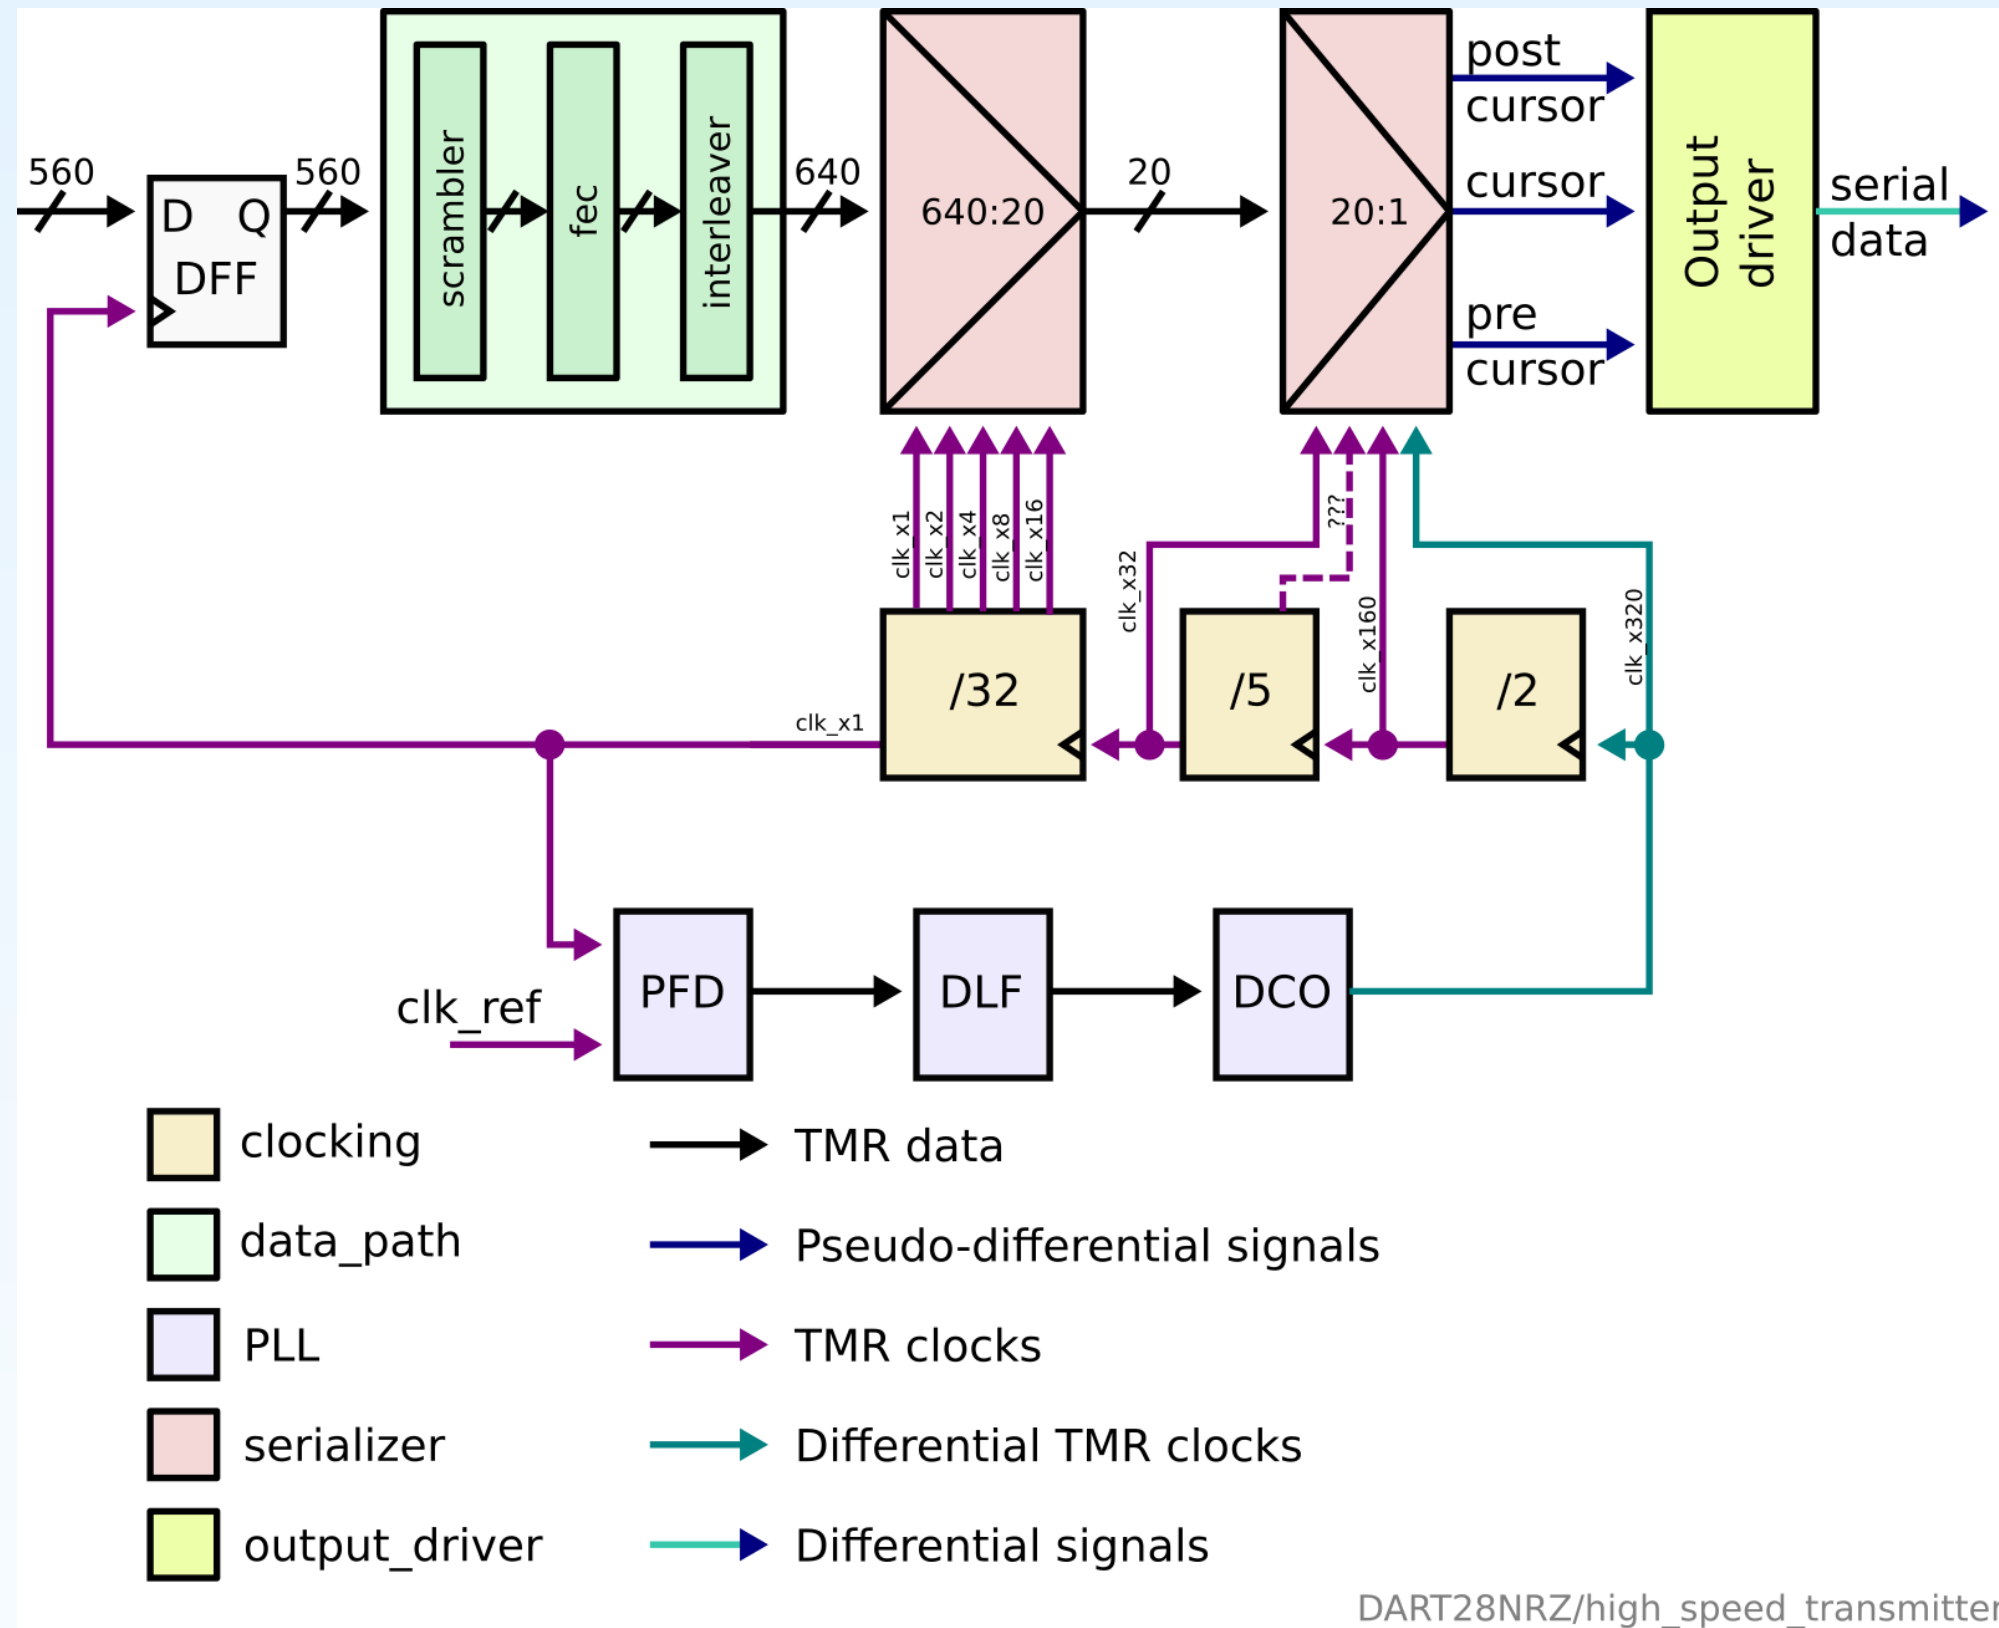 560
D Q
DFF
560
scrambler
fec
interleaver
640
640:20
20
20:1
post
cursor
cursor
pre
cursor
Output
driver
serial
data
clk_x1
clk_x2
clk_x4
clk_x8
clk_x16
clk_x32
???
clk_x160
clk_x320
clk_x1
/32
/5
/2
clk_ref
PFD
DLF
DCO
clocking
TMR data
data_path
Pseudo-differential signals
PLL
TMR clocks
serializer
Differential TMR clocks
output_driver
Differential signals
DART28NRZ/high_speed_transmitter